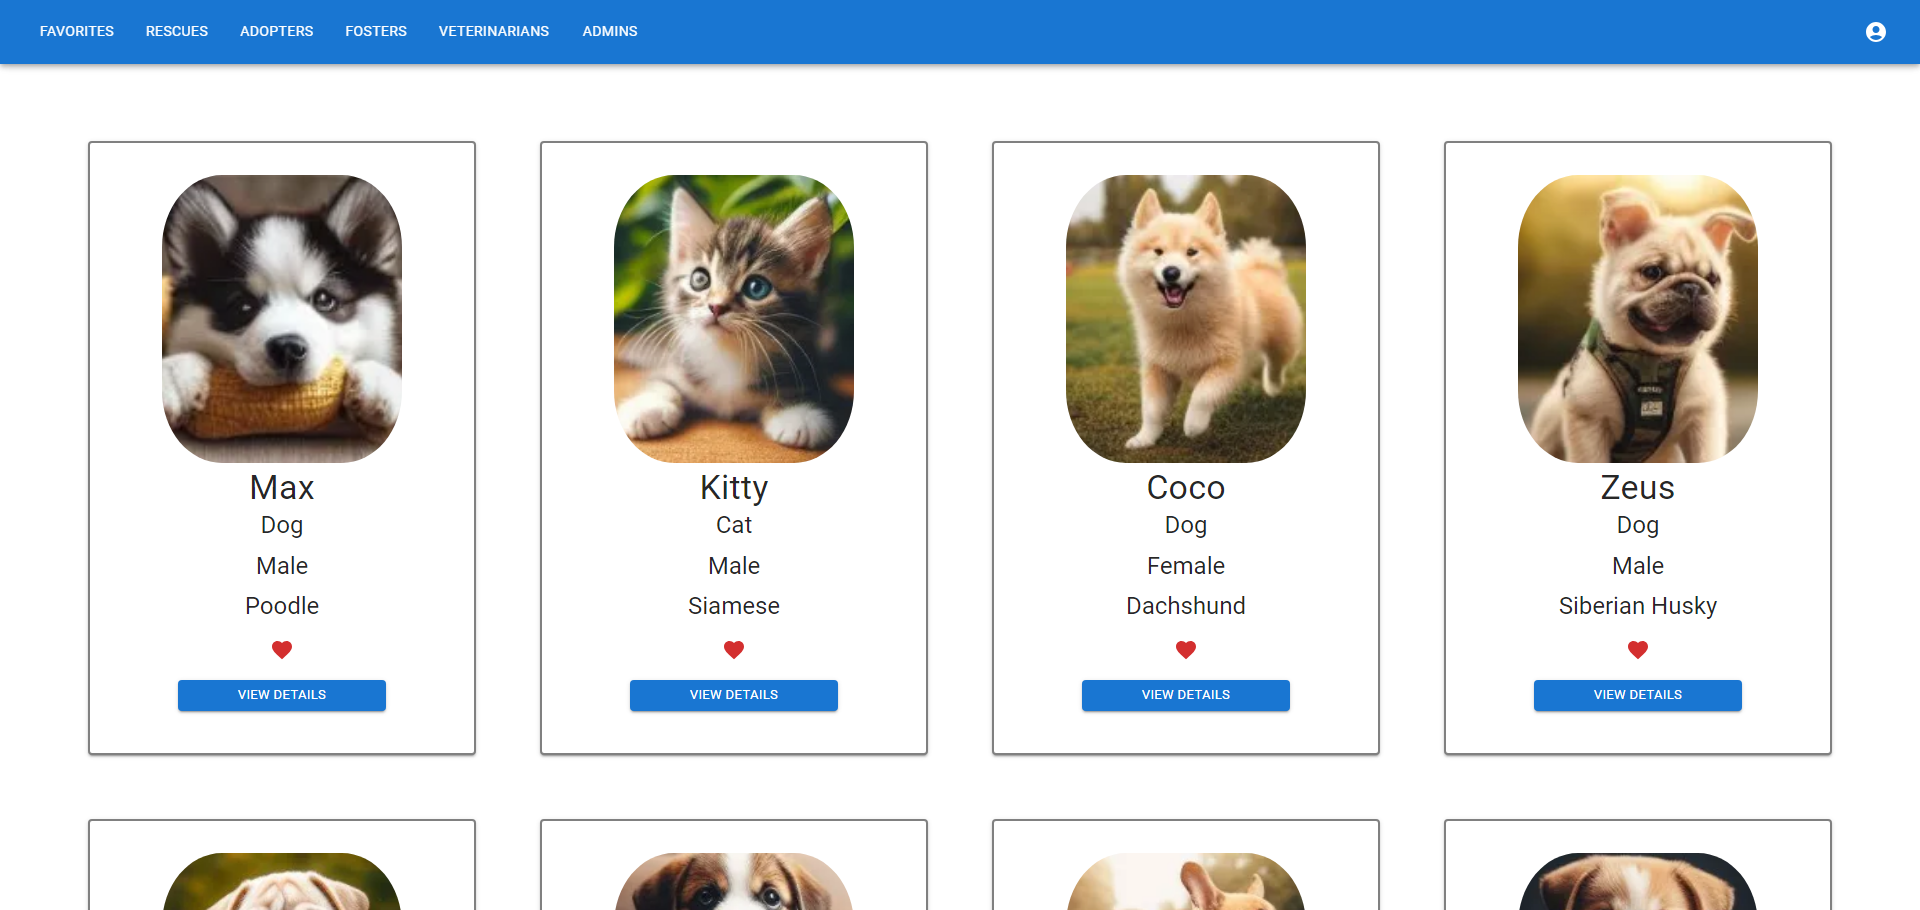 FAVORITES RESCUES ADOPTERS FOSTERS VETERINARIANS ADMINS
Max
Dog
Male
Poodle
VIEW DETAILS
Kitty
Cat
Male
Siamese
VIEW DETAILS
Coco
Dog
Female
Dachshund
VIEW DETAILS
Zeus
Dog
Male
Siberian Husky
VIEW DETAILS